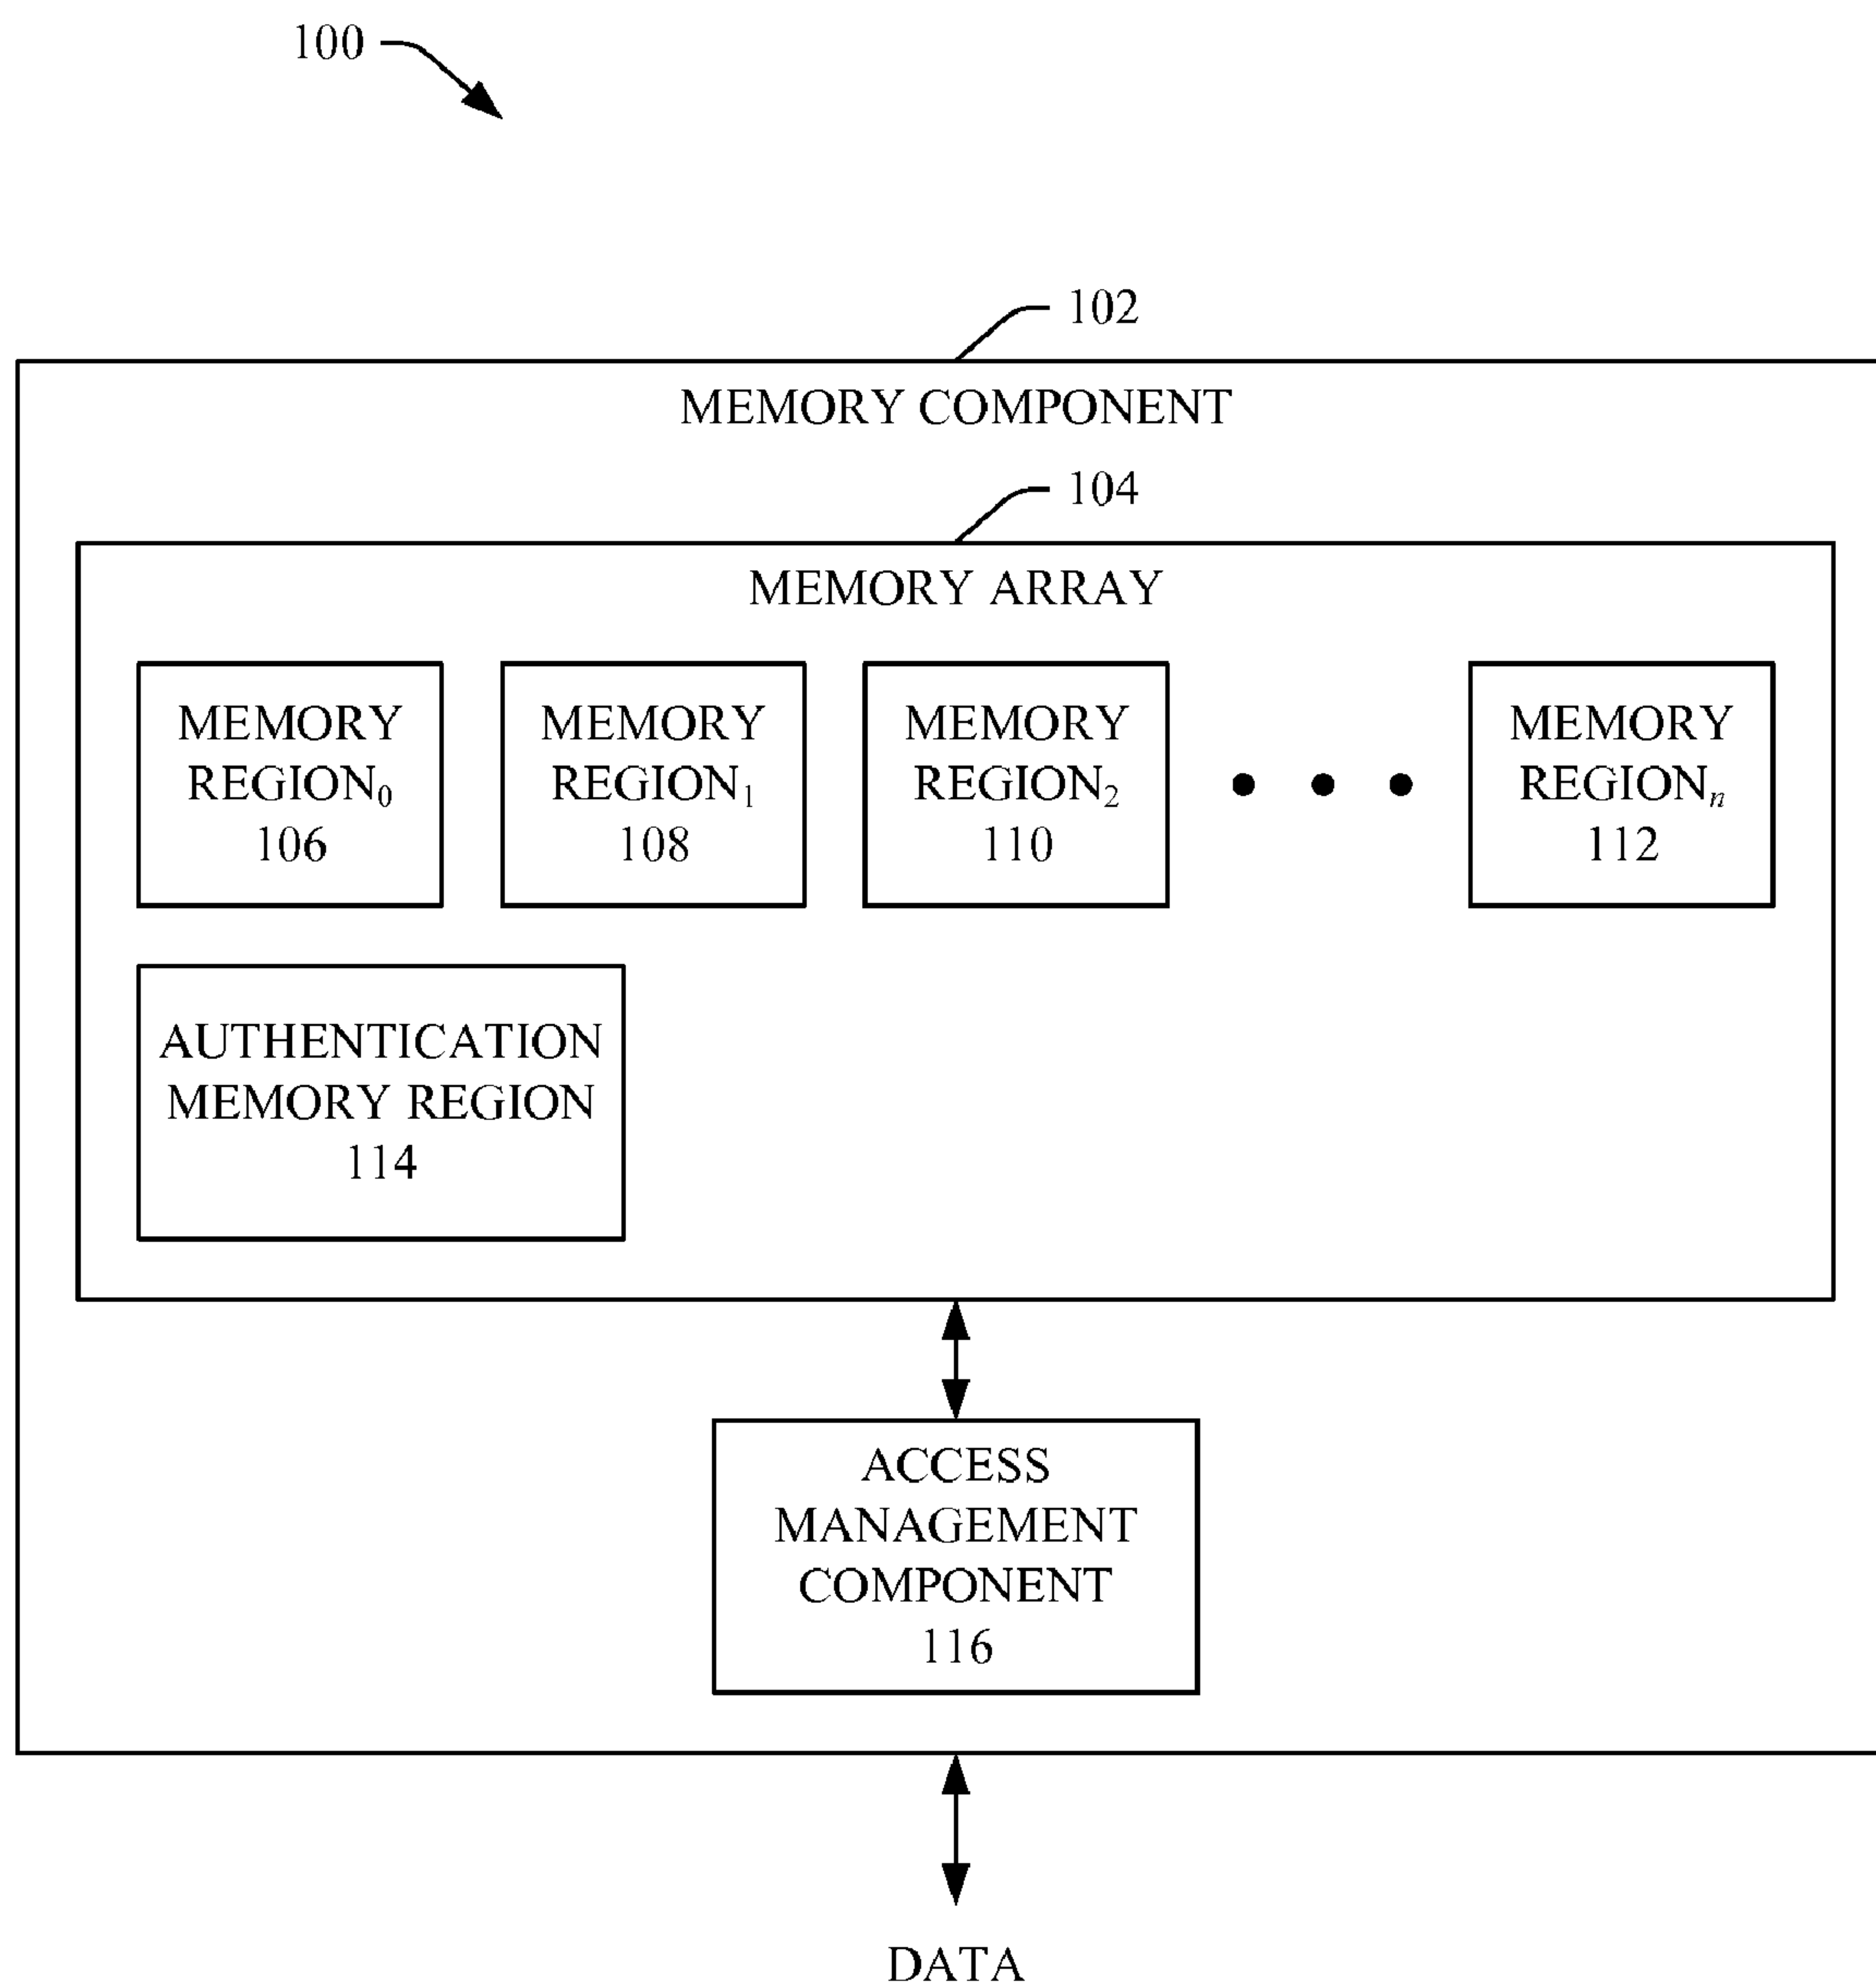 100
102
MEMORY COMPONENT
104
MEMORY ARRAY
MEMORY
REGION0
106
MEMORY
REGION1
108
MEMORY
REGION2
110
• • •
MEMORY
REGIONn
112
AUTHENTICATION
MEMORY REGION
114
ACCESS
MANAGEMENT
COMPONENT
116
DATA